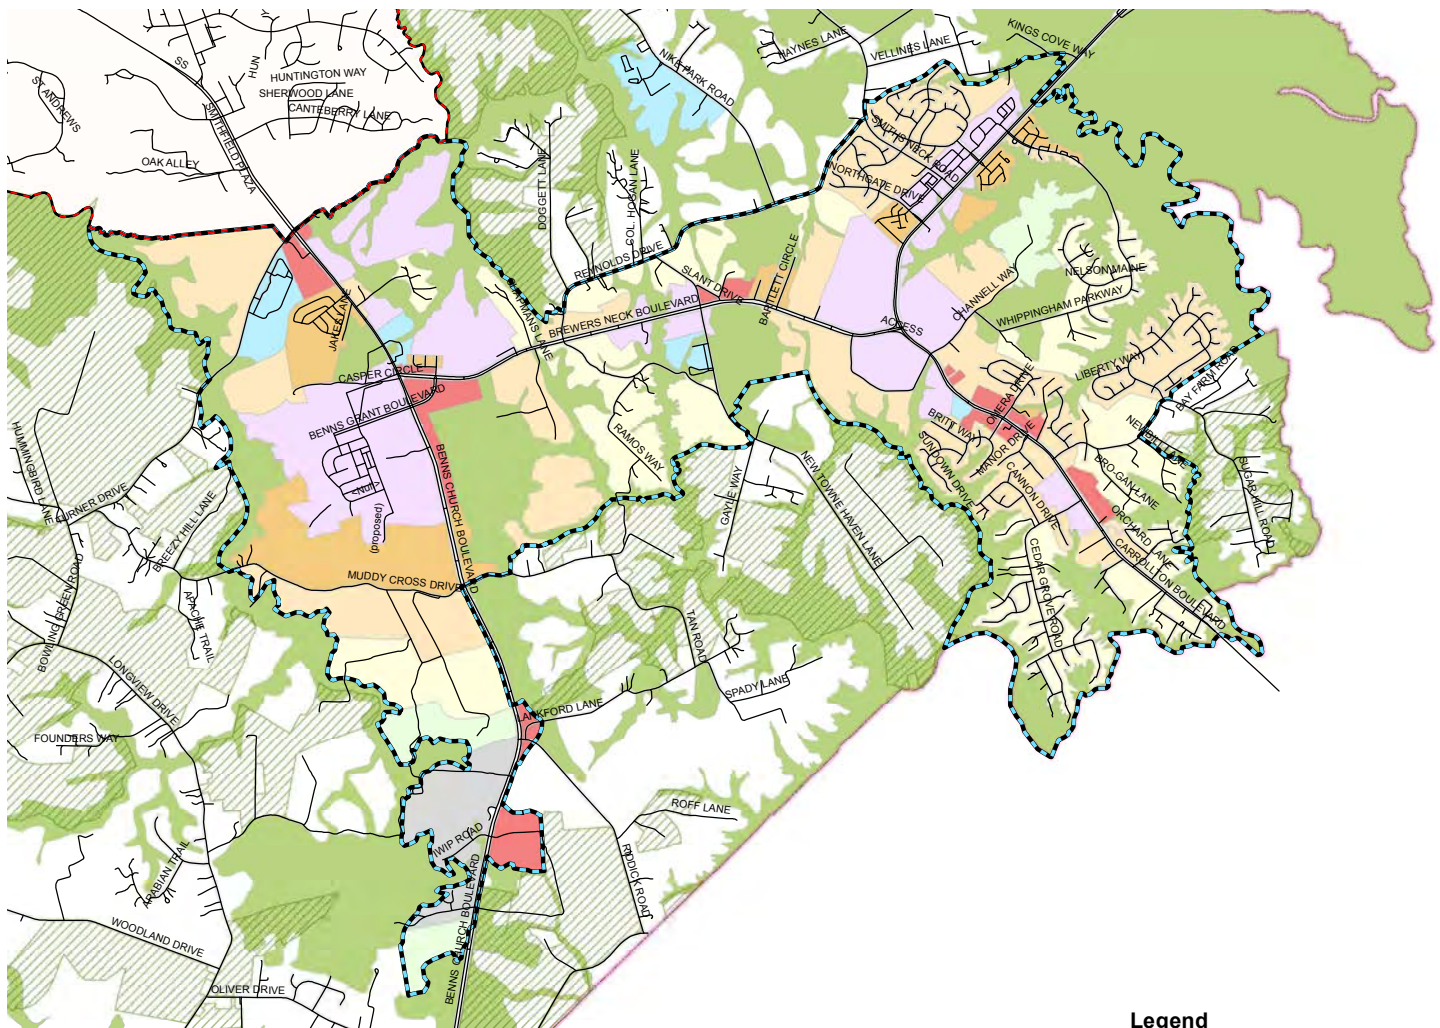 KINGS COVE WAY
HAYNES LANE
VELLINES LANE
SS
HUN
HUNTINGTON WAY
SHERWOOD LANE
CANTEBERRY LANE
ST ANDREWS
SMITHFIELD PLAZA
OAK ALLEY
NIKE PARK ROAD
SMITHS NECK ROAD
NORTHGATE DRIVE
DOGGETT LANE
COL. HOGAN LANE
REYNOLDS DRIVE
SLANT DRIVE
BARTLETT CIRCLE
NELSON MAINE
CHANNELL WAY
WHIPPINGHAM PARKWAY
ACCESS
CHAPMANS LANE
BREWERS NECK BOULEVARD
JAKES LANE
CASPER CIRCLE
BENNS GRANT BOULEVARD
LIBERTY WAY
BAY FARM ROAD
OMERA DRIVE
BRITT WAY
MANOR DRIVE
SUNDOWN DRIVE
CANNON DRIVE
BRO-GAN LANE
ORCHARD LANE
SUGAR HILL ROAD
CARROLLTON BOULEVARD
CEDAR GROVE ROAD
RAMOS WAY
GAYLE WAY
NEW TOWNE HAVEN LANE
HUMMINGBIRD LANE
TURNER DRIVE
BREEZY HILL LANE
<Null>
(proposed)
BENNS CHURCH BOULEVARD
MUDDY CROSS DRIVE
BOWLING GREEN ROAD
APACHE TRAIL
LONGVIEW DRIVE
TAN ROAD
SPADY LANE
LANKFORD LANE
FOUNDERS WAY
ROFF LANE
IWIP ROAD
RIDDICK ROAD
ARABIAN TRAIL
WOODLAND DRIVE
BENNS CHURCH BOULEVARD
OLIVER DRIVE
Legend